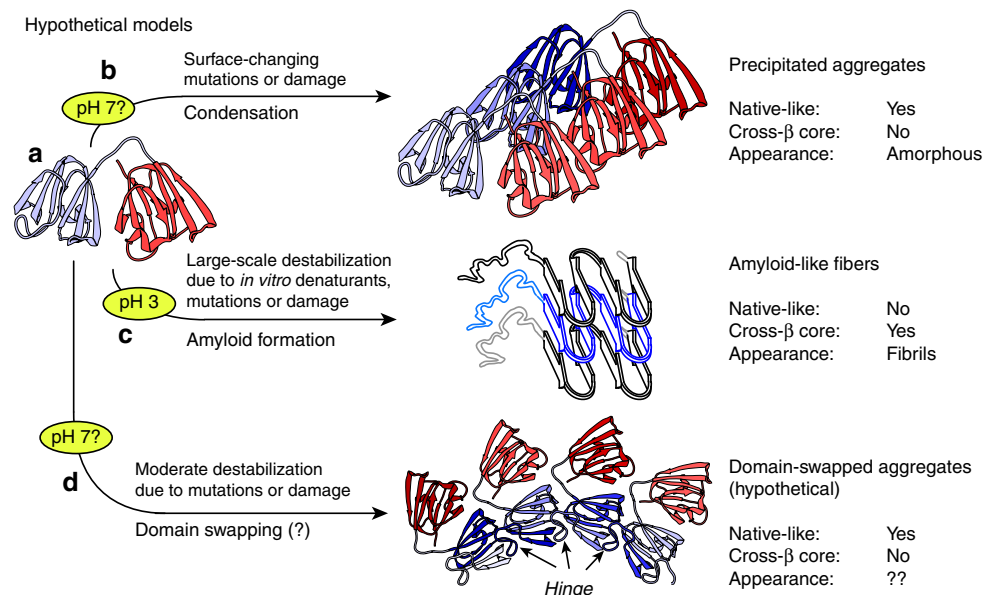 Hypothetical models
b
Surface-changing
mutations or damage
pH 7?
Condensation
Precipitated aggregates
Native-like: Yes
Cross-β core: No
Appearance: Amorphous
a
Large-scale destabilization
due to in vitro denaturants,
mutations or damage
pH 3
c
Amyloid formation
Amyloid-like fibers
Native-like: No
Cross-β core: Yes
Appearance: Fibrils
pH 7?
d
Moderate destabilization
due to mutations or damage
Domain swapping (?)
Hinge
Domain-swapped aggregates
(hypothetical)
Native-like: Yes
Cross-β core: No
Appearance: ??